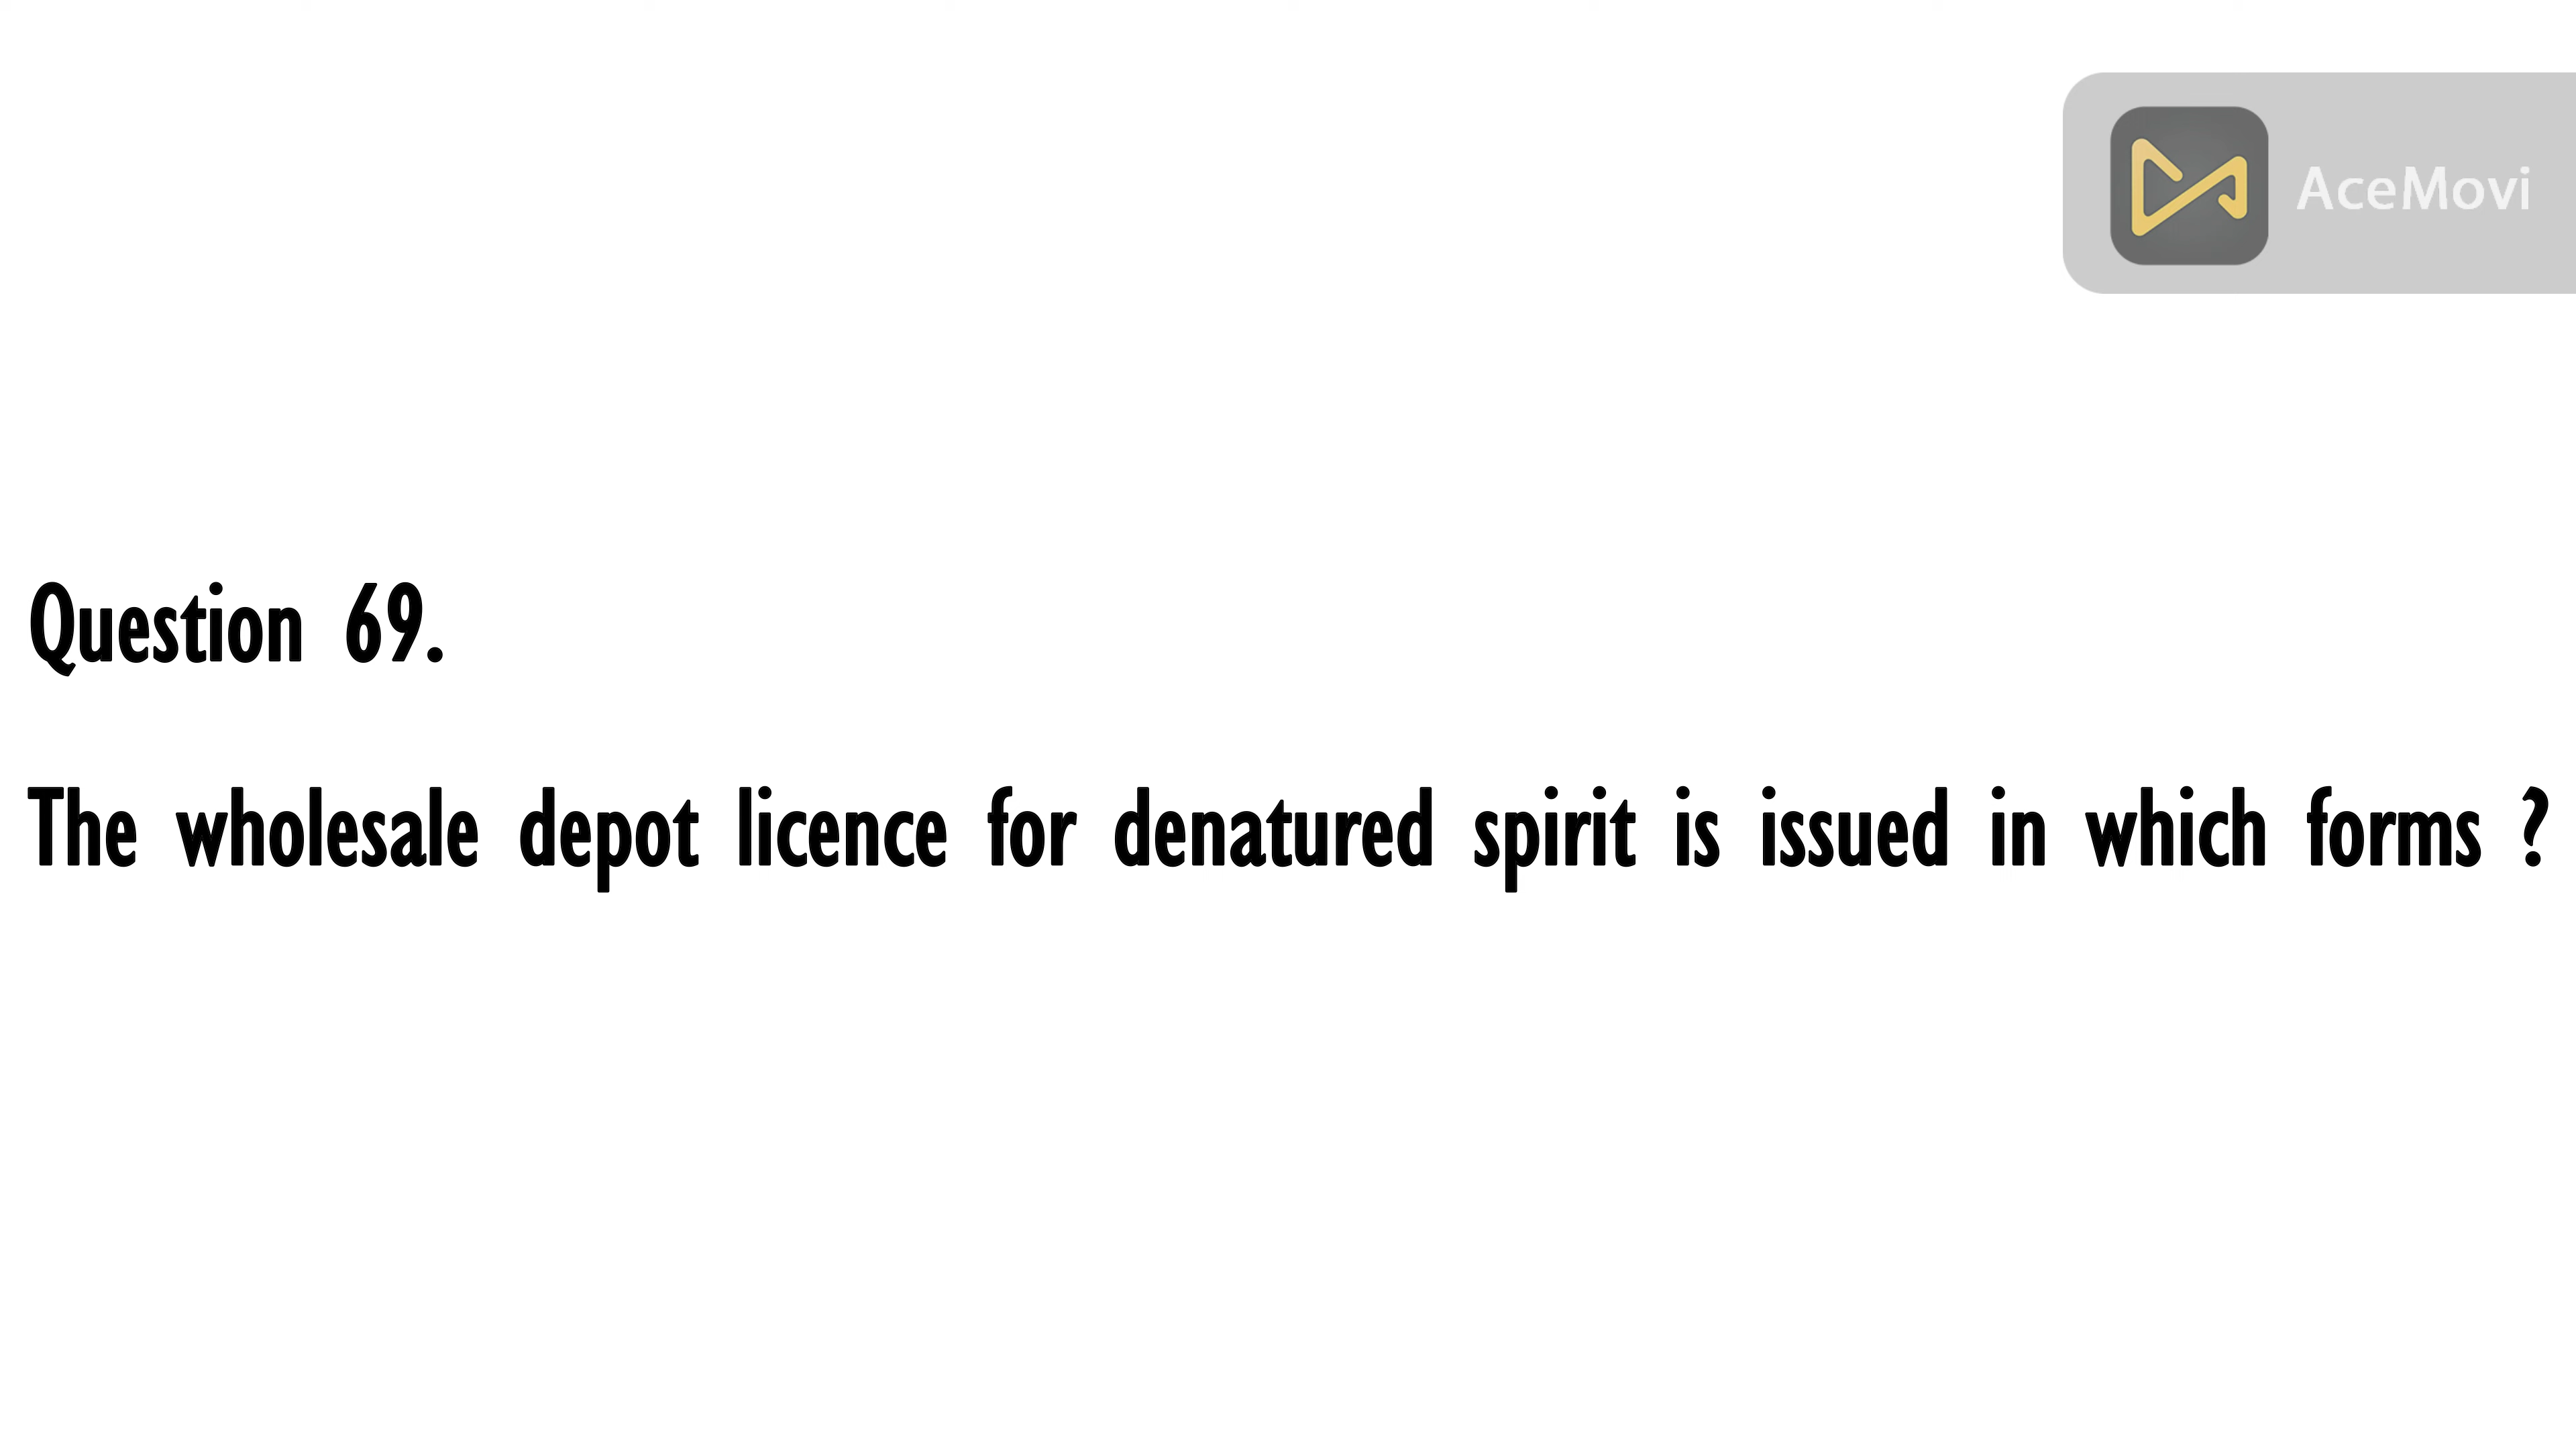 AceMovi
Question 69.
The wholesale depot licence for denatured spirit is issued in which forms ?